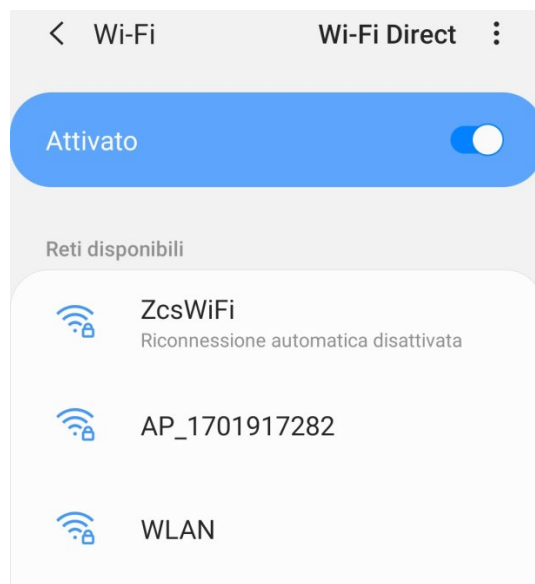 Wi-Fi Wi-Fi Direct
Attivato
Reti disponibili
ZcsWiFi
Riconnessione automatica disattivata
AP_1701917282
WLAN